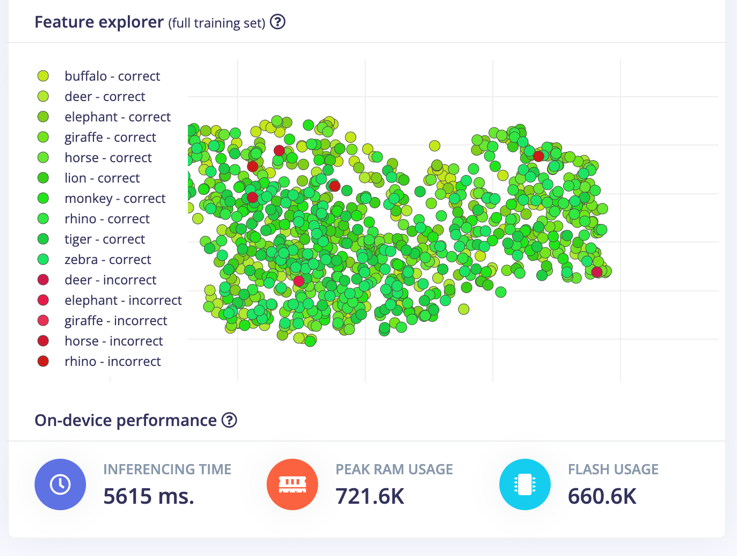 Feature explorer (full training set) ?
buffalo - correct
deer - correct
elephant - correct
giraffe - correct
horse - correct
lion - correct
monkey - correct
rhino - correct
tiger - correct
zebra - correct
deer - incorrect
elephant - incorrect
giraffe - incorrect
horse - incorrect
rhino - incorrect
On-device performance ?
INFERENCING TIME
5615 ms.
PEAK RAM USAGE
721.6K
FLASH USAGE
660.6K